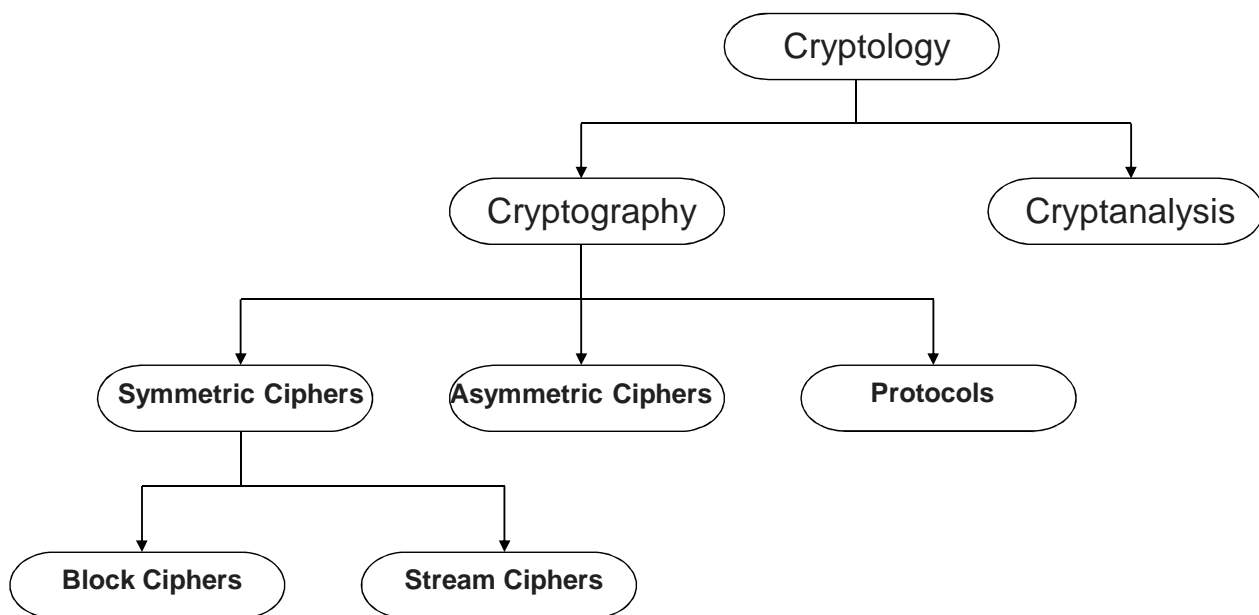 Cryptology
Cryptography
Cryptanalysis
Symmetric Ciphers
Asymmetric Ciphers
Protocols
Block Ciphers
Stream Ciphers